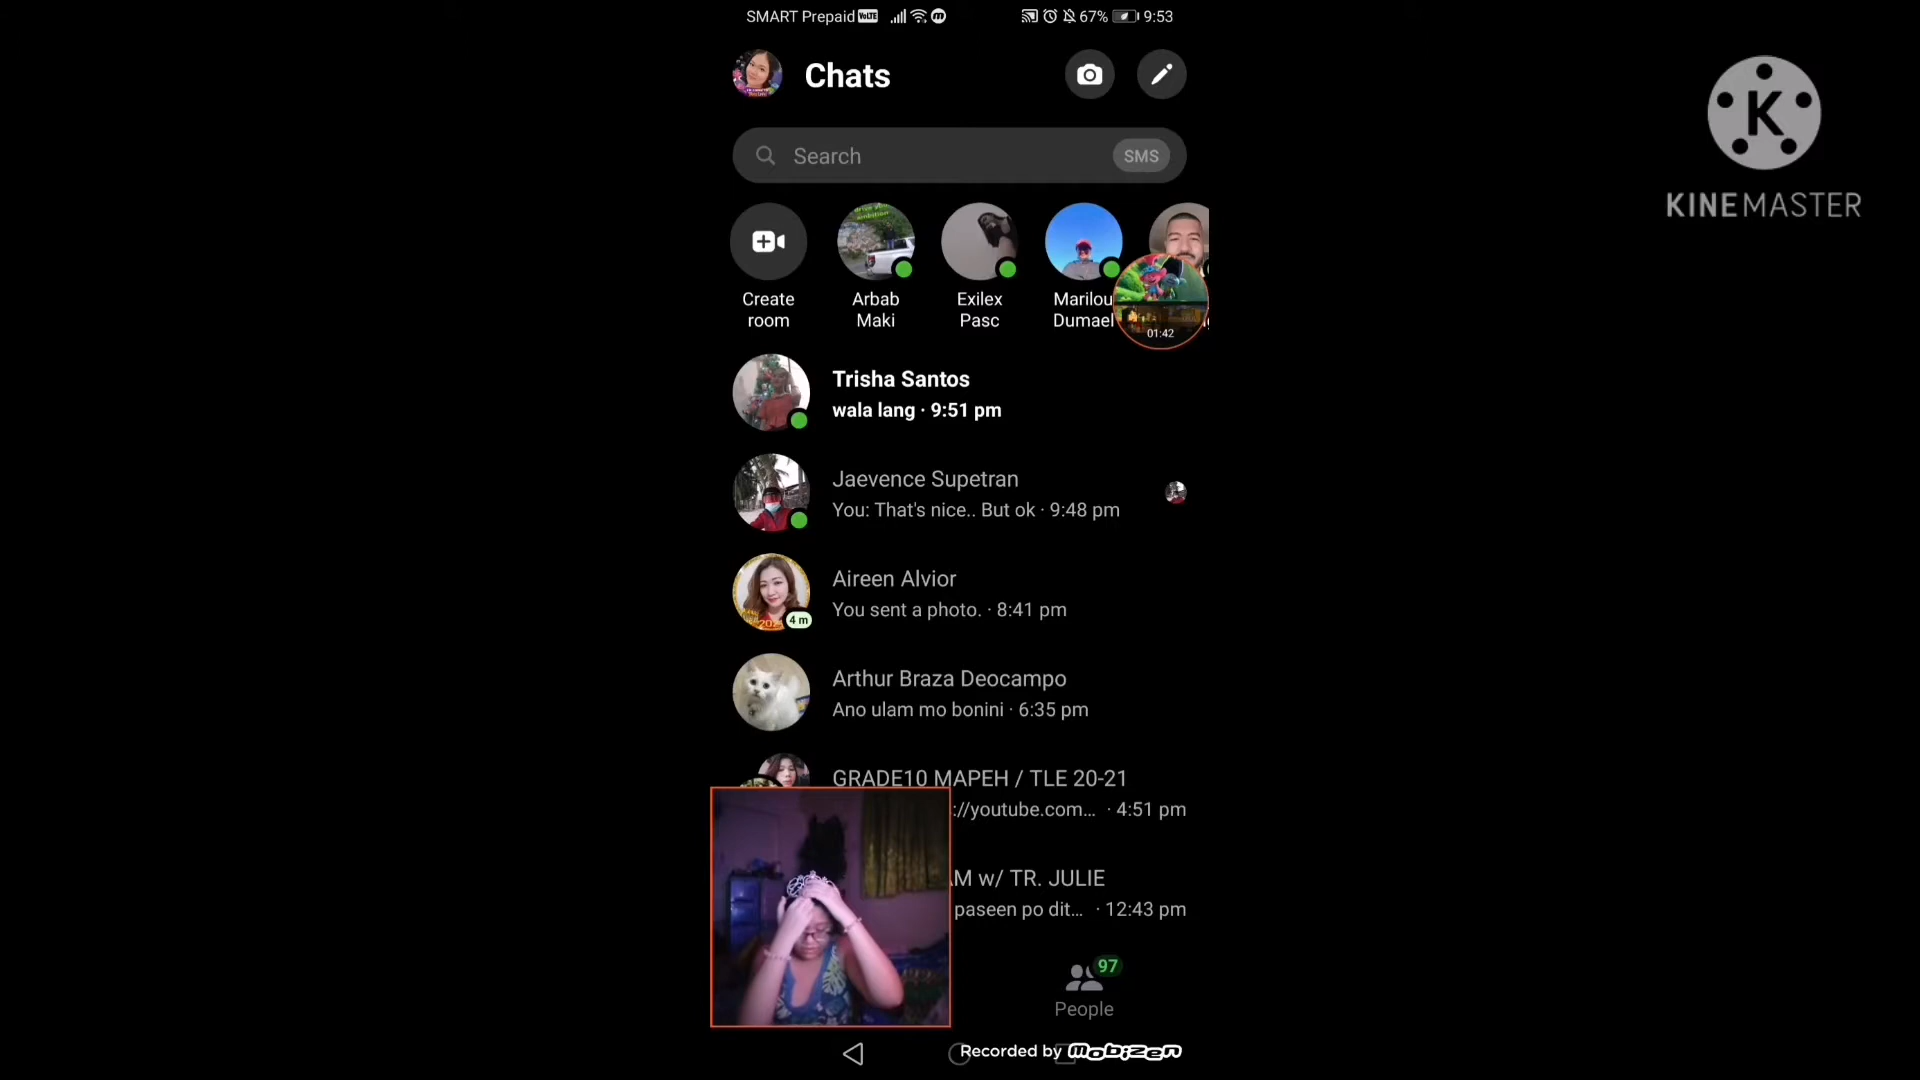 SMART Prepaid VoLTE 67% 9:53
Chats
KINEMASTER
Search SMS
Create room
Arbab Maki
Exilex Pasc
Marilou Dumael
01:42
Trisha Santos
wala lang · 9:51 pm
Jaevence Supetran
You: That's nice.. But ok · 9:48 pm
Aireen Alvior
You sent a photo. · 8:41 pm
4 m
Arthur Braza Deocampo
Ano ulam mo bonini · 6:35 pm
GRADE10 MAPEH / TLE 20-21
://youtube.com... · 4:51 pm
w/ TR. JULIE
paseen po dit... · 12:43 pm
97
People
Recorded by Mobizen